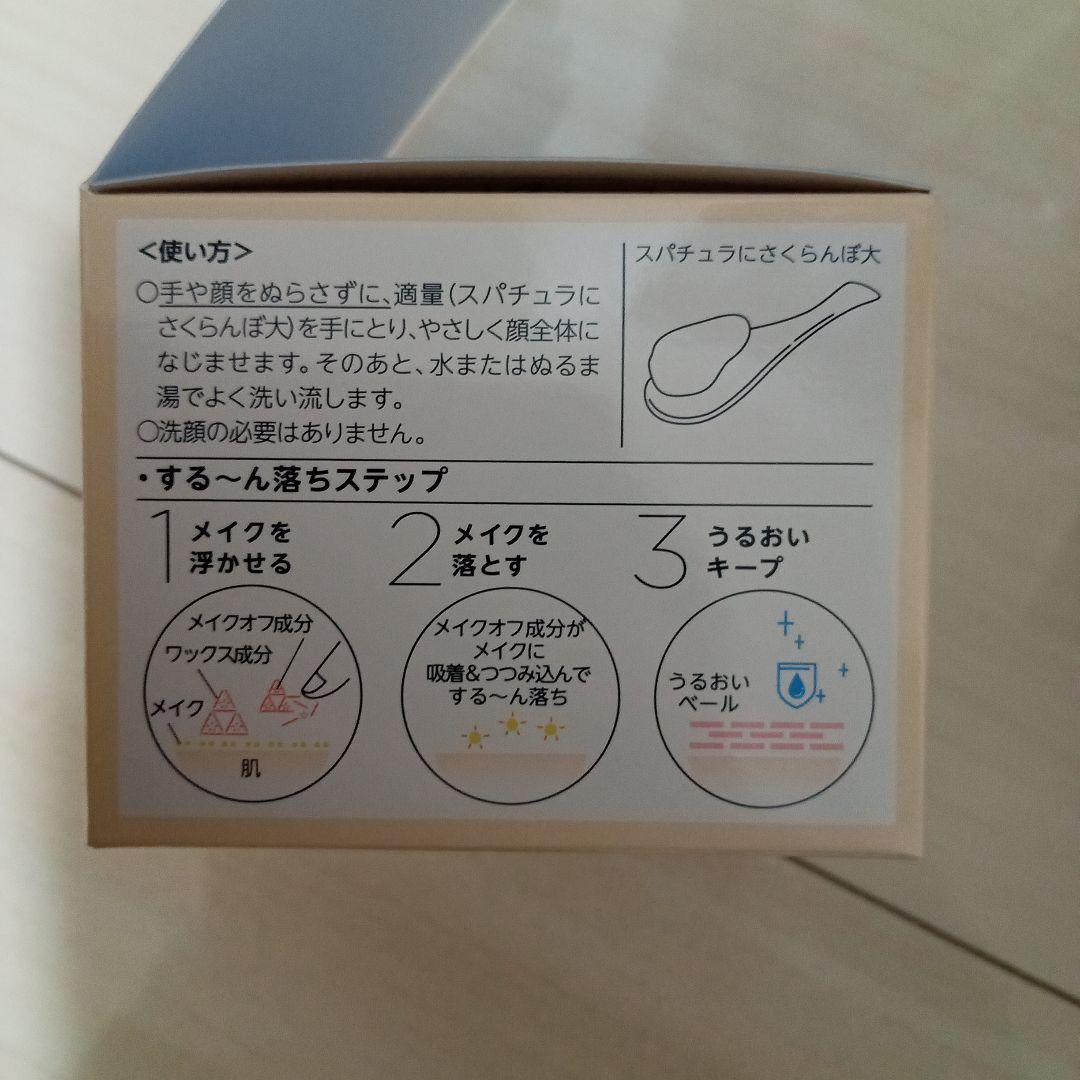 <使い方>
○手や顔をぬらさずに、適量(スパチュラに
さくらんぼ大)を手にとり、やさしく顔全体に
なじませます。そのあと、水またはぬるま
湯でよく洗い流します。
○洗顔の必要はありません。
スパチュラにさくらんぼ大
・する〜ん落ちステップ
1 メイクを
浮かせる
メイクオフ成分
ワックス成分
メイク
肌
2 メイクを
落とす
メイクオフ成分が
メイクに
吸着&つつみ込んで
する〜ん落ち
3 うるおい
キープ
うるおい
ベール